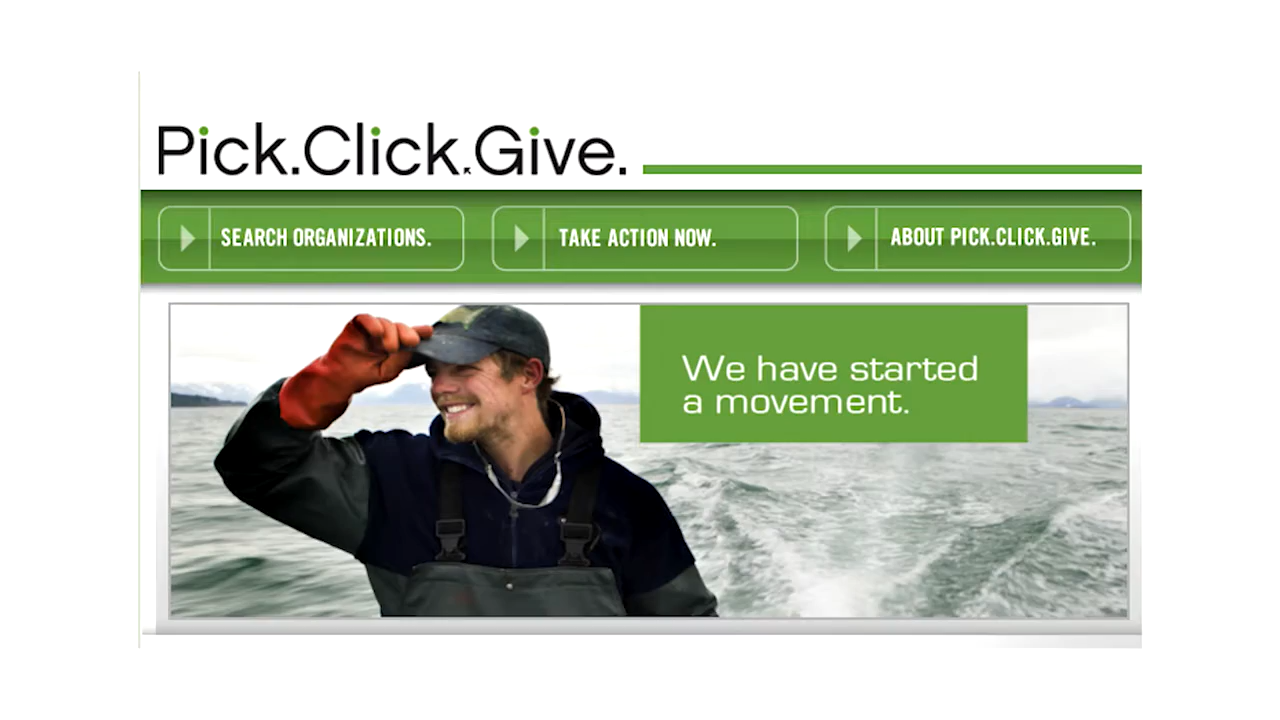 Pick.Click.Give.
SEARCH ORGANIZATIONS.
TAKE ACTION NOW.
ABOUT PICK.CLICK.GIVE.
We have started
a movement.